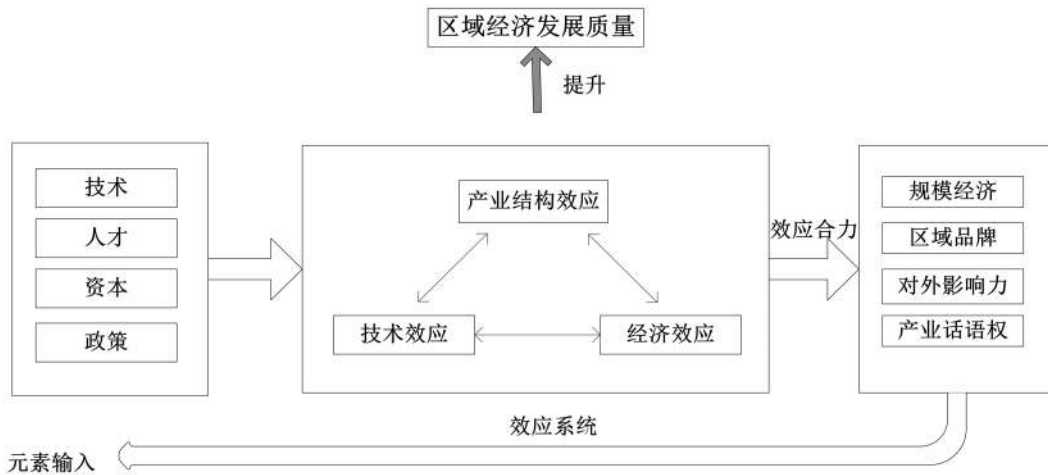 区域经济发展质量
提升
技术
人才
资本
政策
产业结构效应
技术效应
经济效应
效应合力
规模经济
区域品牌
对外影响力
产业话语权
效应系统
元素输入